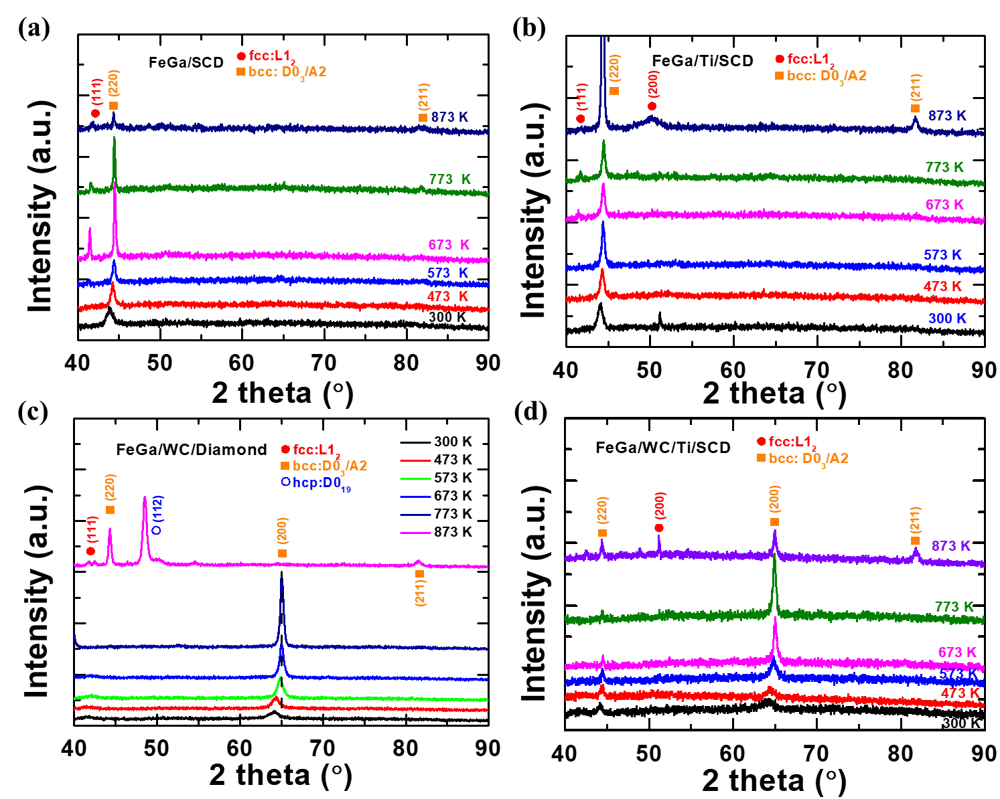 (a)
FeGa/SCD
fcc:L1₂
bcc: D0₃/A2
(111)
(220)
(211)
873 K
773 K
673 K
573 K
473 K
300 K
Intensity (a.u.)
40 50 60 70 80 90
2 theta (°)
(b)
FeGa/Ti/SCD
fcc:L1₂
bcc: D0₃/A2
(111)
(220)
(200)
(211)
873 K
773 K
673 K
573 K
473 K
300 K
Intensity (a.u.)
40 50 60 70 80 90
2 theta (°)
(c)
FeGa/WC/Diamond
fcc:L1₂
bcc:D0₃/A2
hcp:D0₁₉
300 K
473 K
573 K
673 K
773 K
873 K
(111)
(220)
(112)
(200)
(211)
Intensity (a.u.)
40 50 60 70 80 90
2 theta (°)
(d)
FeGa/WC/Ti/SCD
fcc:L1₂
bcc: D0₃/A2
(220)
(200)
(200)
(211)
873 K
773 K
673 K
573 K
473 K
300 K
Intensity (a.u.)
40 50 60 70 80 90
2 theta (°)